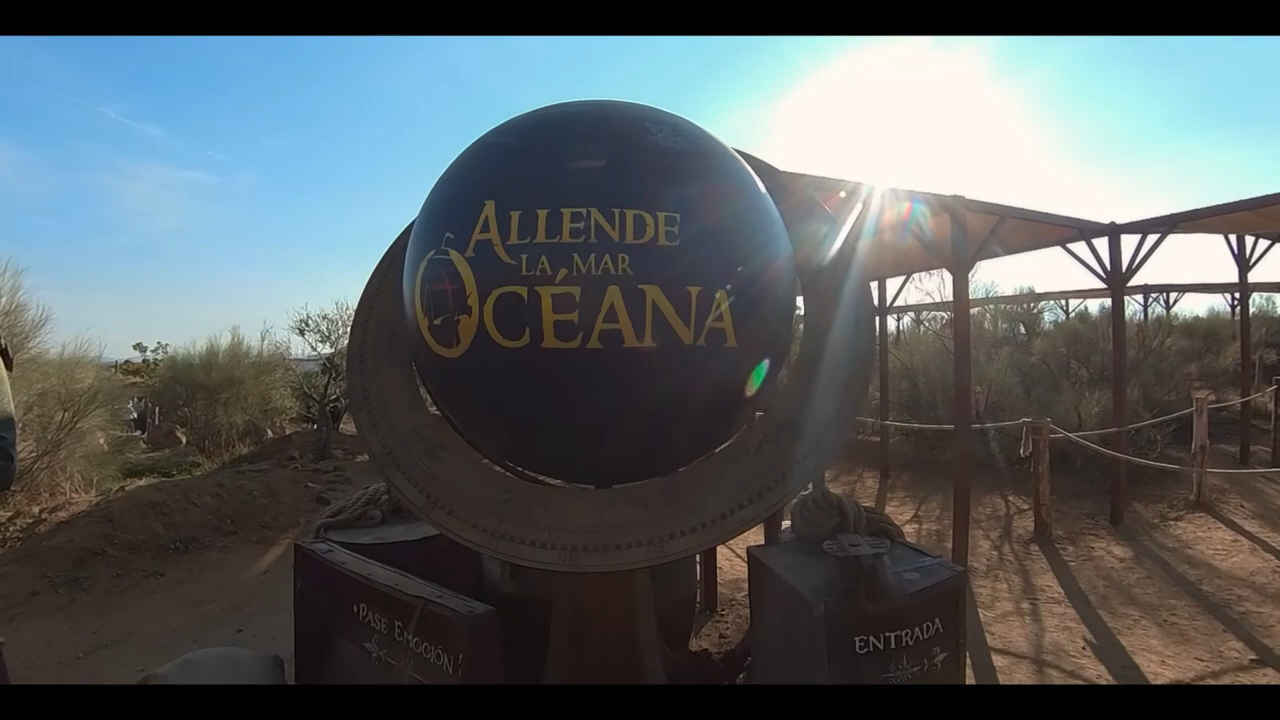 ALLENDE
LA MAR
OCÉANA
PASE EMOCIÓN!
ENTRADA